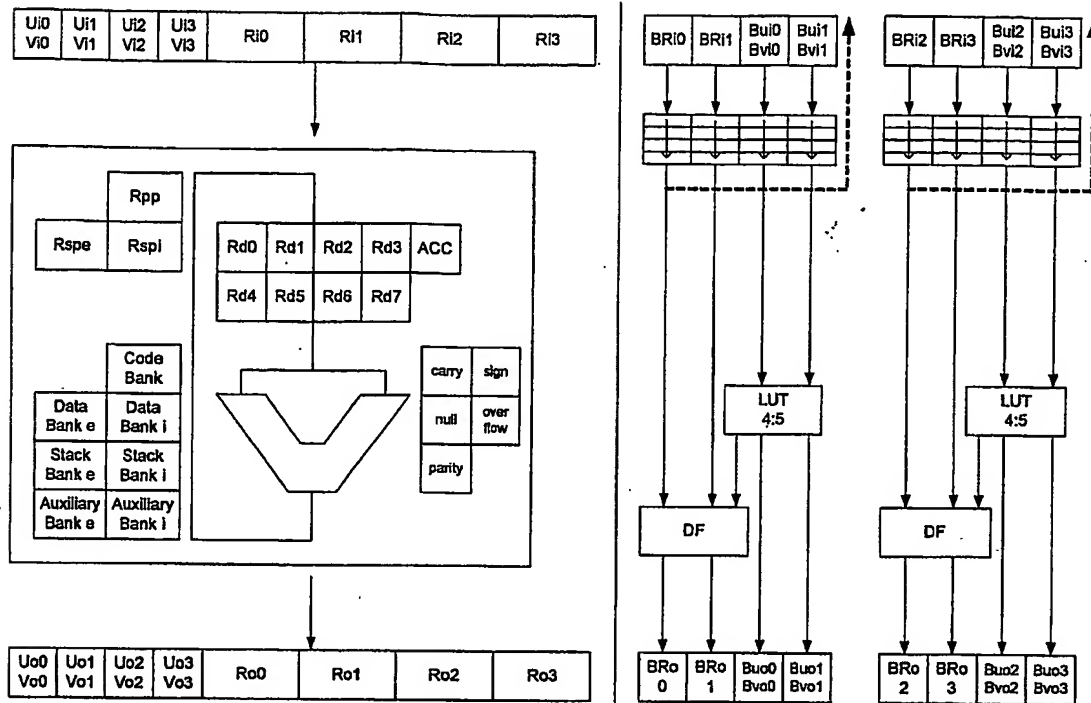 Ui0 Ui1 Ui2 Ui3
Vi0 Vi1 Vi2 Vi3
Ri0 Ri1 Ri2 Ri3
Rpp
Rspe Rspi
Rd0 Rd1 Rd2 Rd3 ACC
Rd4 Rd5 Rd6 Rd7
Code
Bank
Data
Bank e
Data
Bank i
Stack
Bank e
Stack
Bank i
Auxiliary
Bank e
Auxiliary
Bank i
carry sign
null
over
flow
parity
Uo0 Uo1 Uo2 Uo3
Vo0 Vo1 Vo2 Vo3
Ro0 Ro1 Ro2 Ro3
BRi0 BRi1
Bui0 Bui1
Bvi0 Bvi1
LUT
4:5
DF
BRo
0
BRo
1
Buo0 Buo1
Bvo0 Bvo1
BRi2 BRi3
Bui2 Bui3
Bvi2 Bvi3
LUT
4:5
DF
BRo
2
BRo
3
Buo2 Buo3
Bvo2 Bvo3